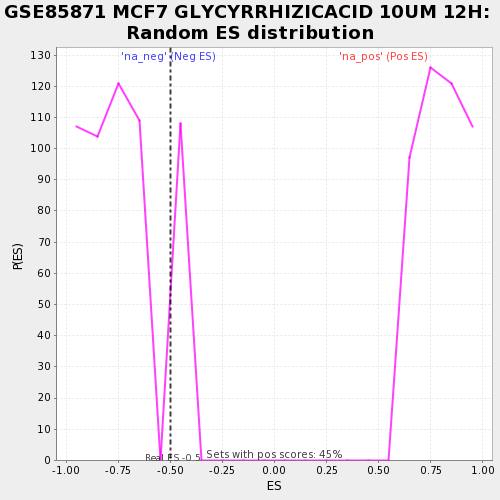 GSE85871 MCF7 GLYCYRRHIZICACID 10UM 12H:
Random ES distribution
'na_neg' (Neg ES)
'na_pos' (Pos ES)
130
120
110
100
90
80
70
60
50
40
30
20
10
0
P(ES)
Real ES -0.5
Sets with pos scores: 45%
-1.00 -0.75 -0.50 -0.25 0.00 0.25 0.50 0.75 1.00
ES